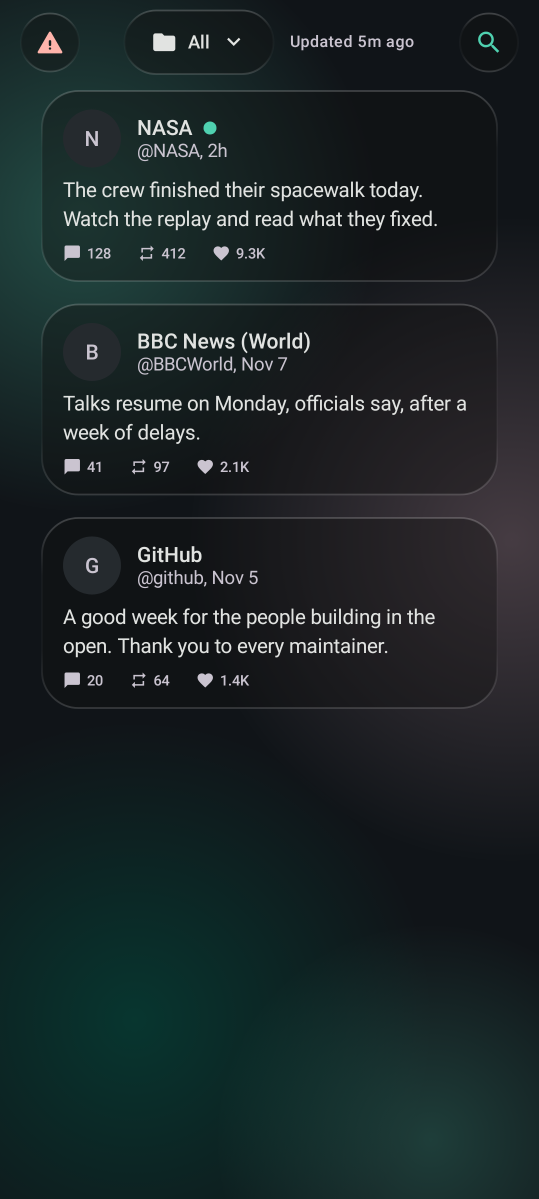 All
Updated 5m ago
N
NASA
@NASA, 2h
The crew finished their spacewalk today.
Watch the replay and read what they fixed.
128 412 9.3K
B
BBC News (World)
@BBCWorld, Nov 7
Talks resume on Monday, officials say, after a
week of delays.
41 97 2.1K
G
GitHub
@github, Nov 5
A good week for the people building in the
open. Thank you to every maintainer.
20 64 1.4K